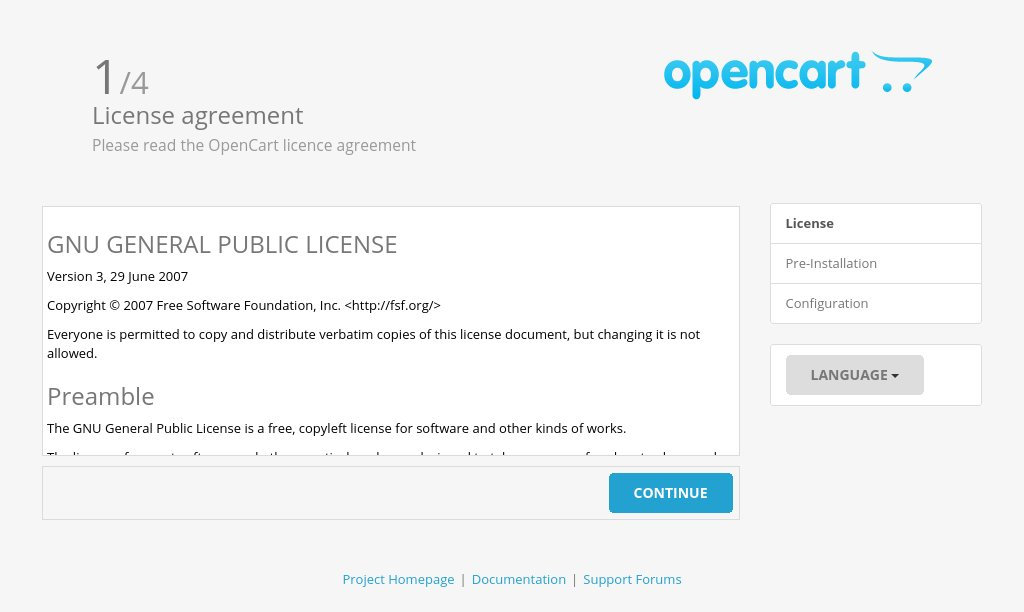 1/4
License agreement
Please read the OpenCart licence agreement
opencart
GNU GENERAL PUBLIC LICENSE
Version 3, 29 June 2007
Copyright © 2007 Free Software Foundation, Inc. <http://fsf.org/>
Everyone is permitted to copy and distribute verbatim copies of this license document, but changing it is not
allowed.
Preamble
The GNU General Public License is a free, copyleft license for software and other kinds of works.
CONTINUE
License
Pre-Installation
Configuration
LANGUAGE
Project Homepage | Documentation | Support Forums